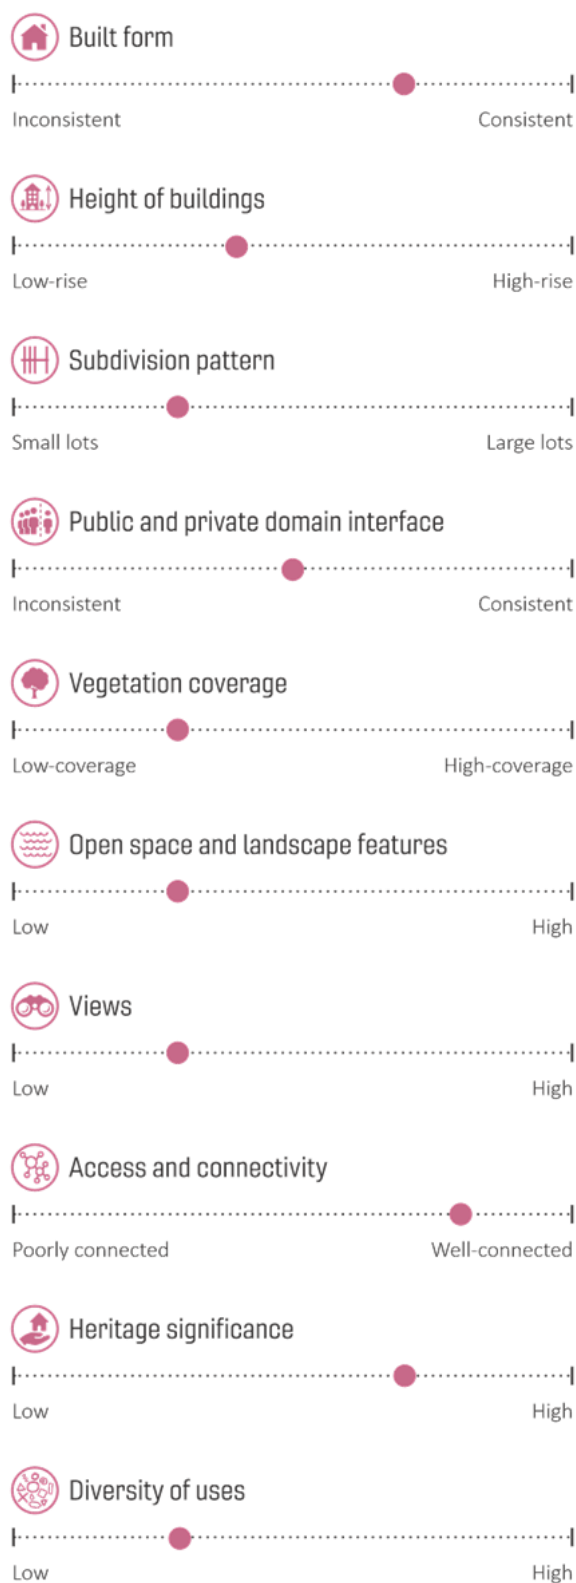 Built form
Inconsistent Consistent
Height of buildings
Low-rise High-rise
Subdivision pattern
Small lots Large lots
Public and private domain interface
Inconsistent Consistent
Vegetation coverage
Low-coverage High-coverage
Open space and landscape features
Low High
Views
Low High
Access and connectivity
Poorly connected Well-connected
Heritage significance
Low High
Diversity of uses
Low High